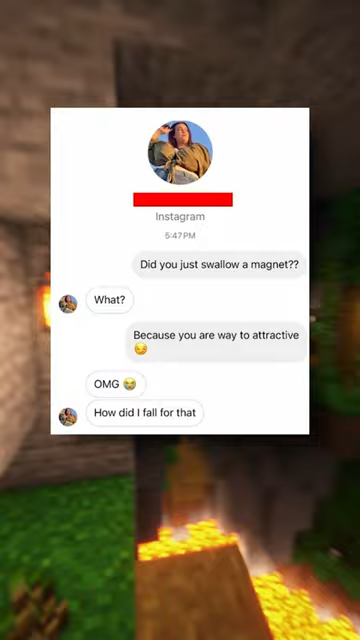 Instagram
5:47 PM
Did you just swallow a magnet??
What?
Because you are way to attractive
😏
OMG 😭
How did I fall for that